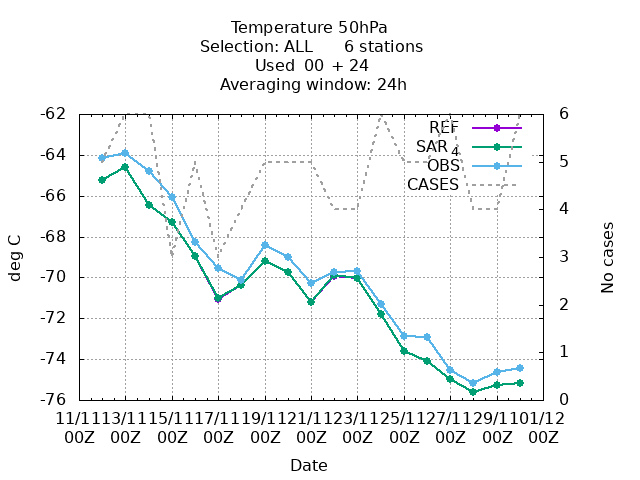 Temperature 50hPa
Selection: ALL 6 stations
Used 00 + 24
Averaging window: 24h
-62
-64
-66
-68
-70
-72
-74
-76
deg C
6
5
4
3
2
1
0
No cases
REF
SAR 4
OBS
CASES
11/11 13/11 15/11 17/11 19/11 21/11 23/11 25/11 27/11 29/11 01/12
00Z 00Z 00Z 00Z 00Z 00Z 00Z 00Z 00Z 00Z 00Z
Date